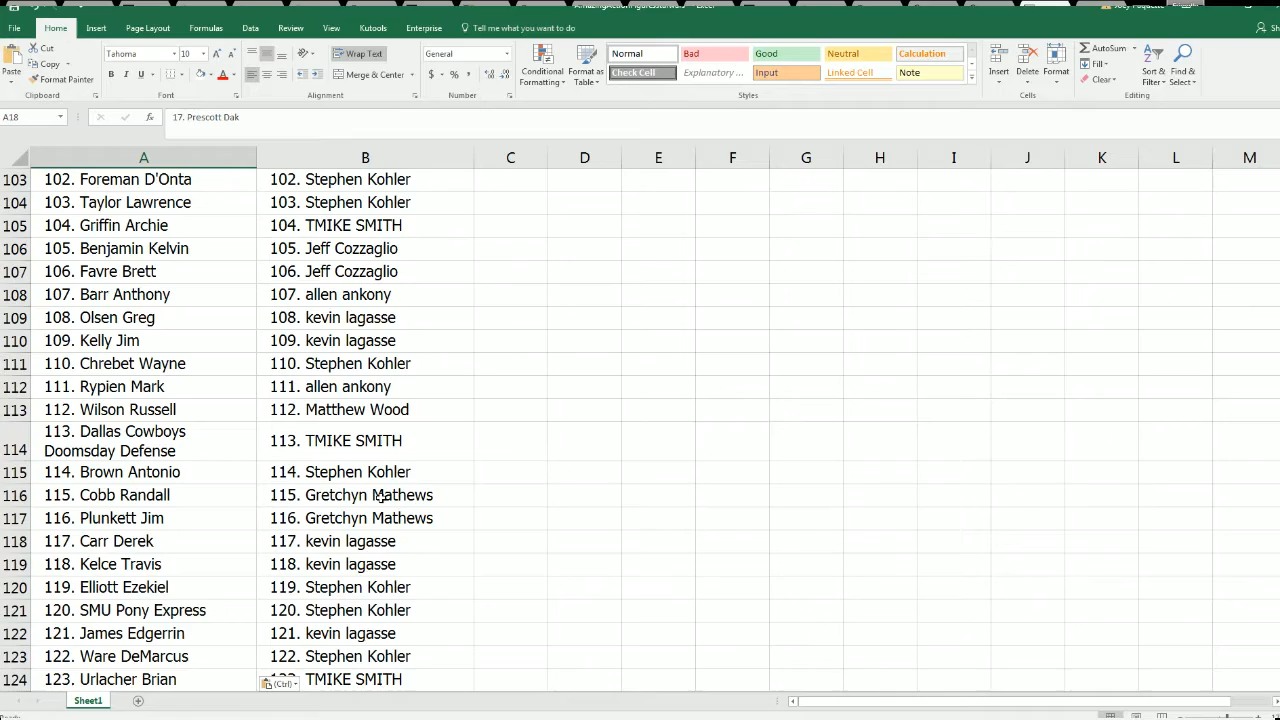 File Home Insert Page Layout Formulas Data Review View Kutools Enterprise Tell me what you want to do
Cut
Copy
Format Painter
Paste
Clipboard
Tahoma 10
Font
Wrap Text
Merge & Center
Alignment
General
Number
Conditional Formatting
Format as Table
Normal Bad Good Neutral Calculation
Check Cell Explanatory ... Input Linked Cell Note
Styles
Insert Delete Format
Cells
AutoSum
Fill
Clear
Sort & Filter
Find & Select
Editing
A18 17. Prescott Dak
A B C D E F G H I J K L M
103 102. Foreman D'Onta 102. Stephen Kohler
104 103. Taylor Lawrence 103. Stephen Kohler
105 104. Griffin Archie 104. TMIKE SMITH
106 105. Benjamin Kelvin 105. Jeff Cozzaglio
107 106. Favre Brett 106. Jeff Cozzaglio
108 107. Barr Anthony 107. allen ankony
109 108. Olsen Greg 108. kevin lagasse
110 109. Kelly Jim 109. kevin lagasse
111 110. Chrebet Wayne 110. Stephen Kohler
112 111. Rypien Mark 111. allen ankony
113 112. Wilson Russell 112. Matthew Wood
114 113. Dallas Cowboys
Doomsday Defense 113. TMIKE SMITH
115 114. Brown Antonio 114. Stephen Kohler
116 115. Cobb Randall 115. Gretchyn Mathews
117 116. Plunkett Jim 116. Gretchyn Mathews
118 117. Carr Derek 117. kevin lagasse
119 118. Kelce Travis 118. kevin lagasse
120 119. Elliott Ezekiel 119. Stephen Kohler
121 120. SMU Pony Express 120. Stephen Kohler
122 121. James Edgerrin 121. kevin lagasse
123 122. Ware DeMarcus 122. Stephen Kohler
124 123. Urlacher Brian TMIKE SMITH
(Ctrl)
Sheet1